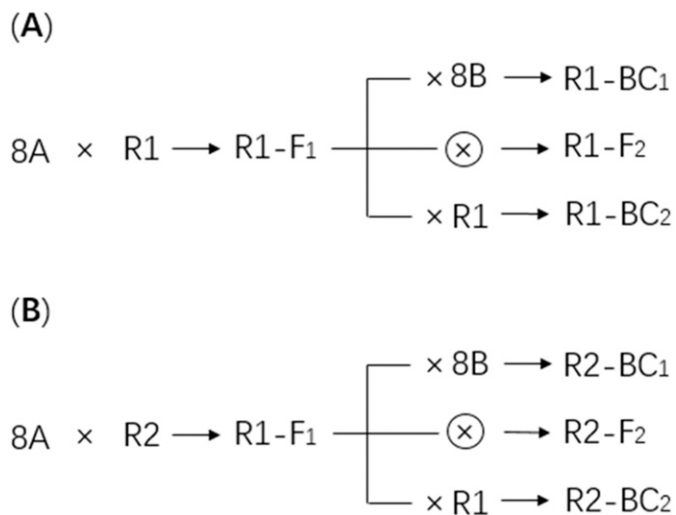 (A)
× 8B → R1-BC₁
8A × R1 → R1-F₁ ⊗ → R1-F₂
× R1 → R1-BC₂
(B)
× 8B → R2-BC₁
8A × R2 → R1-F₁ ⊗ → R2-F₂
× R1 → R2-BC₂